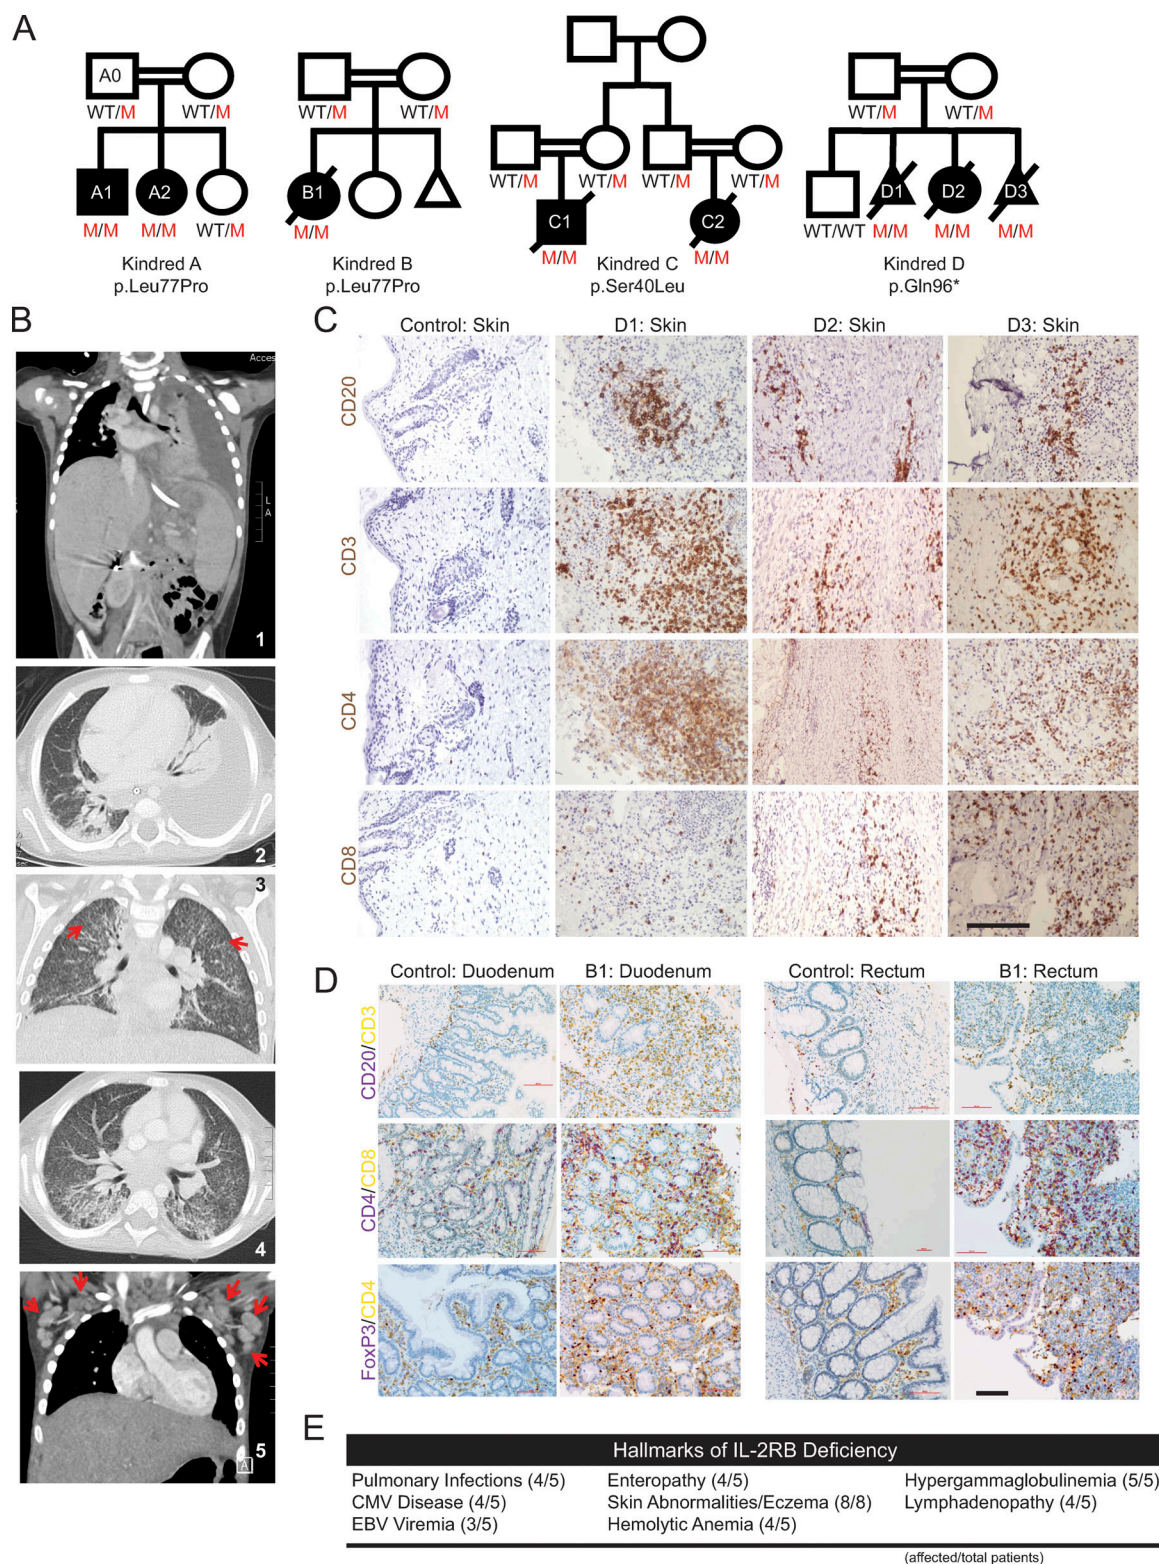 A
A0
WT/M WT/M WT/M WT/M WT/M WT/M
A1 A2 B1 WT/M WT/M WT/M WT/M D1 D2 D3
M/M M/M WT/M M/M C1 C2 WT/WT M/M M/M M/M
M/M M/M
Kindred A Kindred B Kindred C Kindred D
p.Leu77Pro p.Leu77Pro p.Ser40Leu p.Gln96*
B
Acces
L
A
1
2
3
4
5
A
C
Control: Skin D1: Skin D2: Skin D3: Skin
CD20
CD3
CD4
CD8
D
Control: Duodenum B1: Duodenum Control: Rectum B1: Rectum
CD20/CD3
CD4/CD8
FoxP3/CD4
E
Hallmarks of IL-2RB Deficiency
Pulmonary Infections (4/5) Enteropathy (4/5) Hypergammaglobulinemia (5/5)
CMV Disease (4/5) Skin Abnormalities/Eczema (8/8) Lymphadenopathy (4/5)
EBV Viremia (3/5) Hemolytic Anemia (4/5)
(affected/total patients)